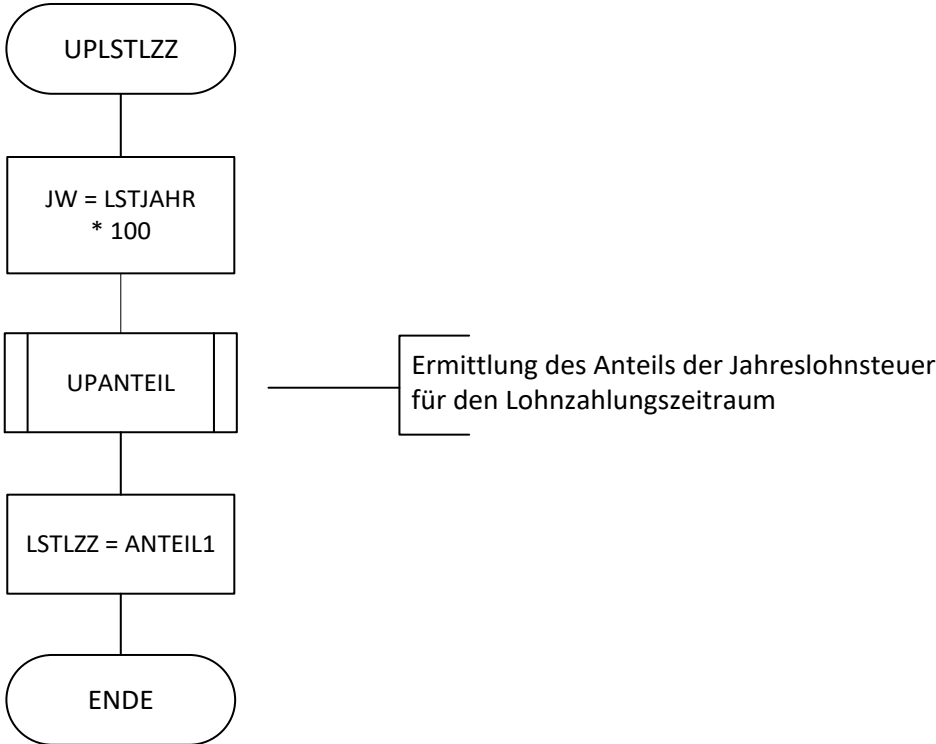 UPLSTLZZ
JW = LSTJAHR
* 100
UPANTEIL
Ermittlung des Anteils der Jahreslohnsteuer
für den Lohnzahlungszeitraum
LSTLZZ = ANTEIL1
ENDE